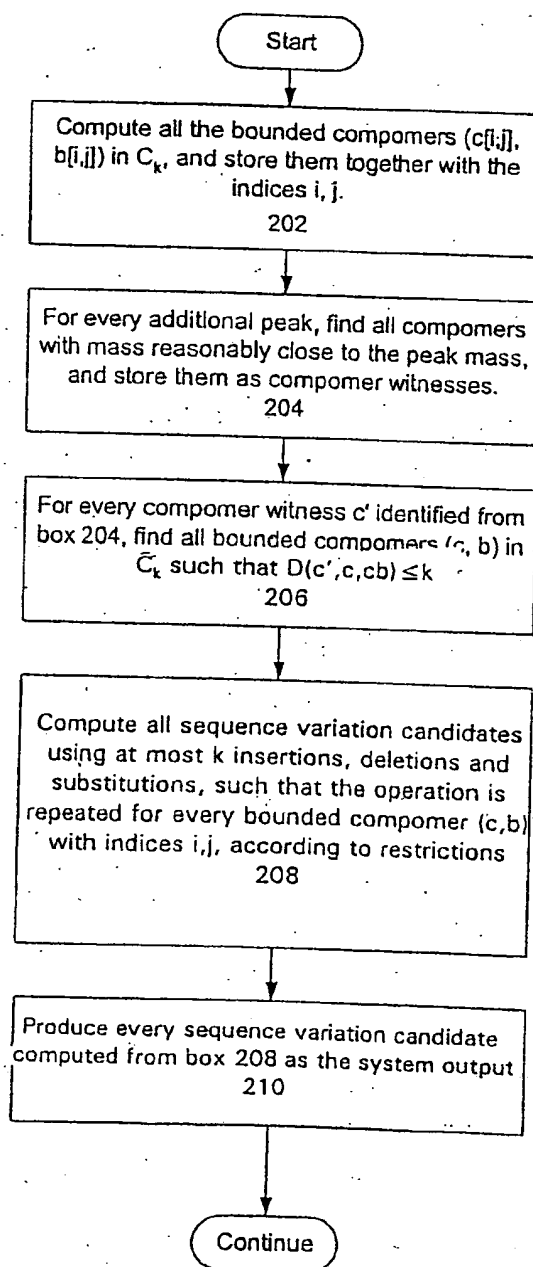 Start
Compute all the bounded compomers (c[i,j],
b[i,j]) in Cₖ, and store them together with the
indices i, j.
202
For every additional peak, find all compomers
with mass reasonably close to the peak mass,
and store them as compomer witnesses.
204
For every compomer witness c' identified from
box 204, find all bounded compomers (c, b) in
C̄ₖ such that D(c',c,cb) ≤ k
206
Compute all sequence variation candidates
using at most k insertions, deletions and
substitutions, such that the operation is
repeated for every bounded compomer (c,b)
with indices i,j, according to restrictions
208
Produce every sequence variation candidate
computed from box 208 as the system output
210
Continue